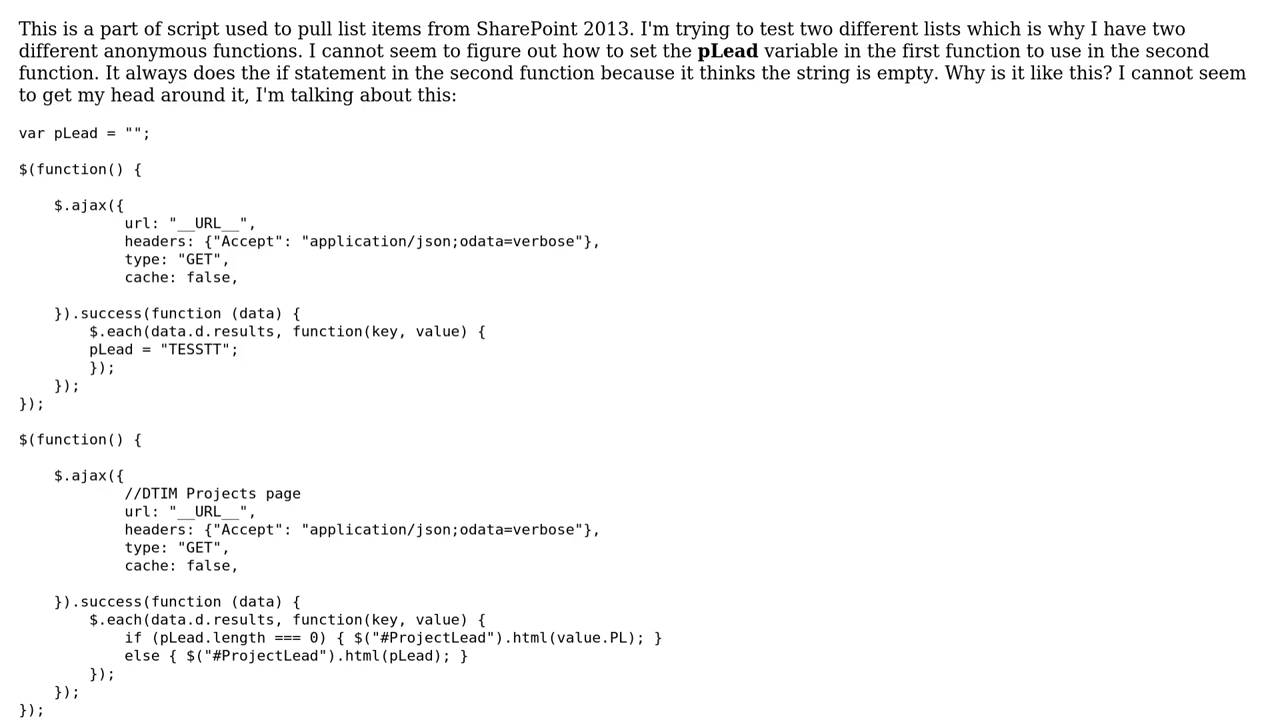 This is a part of script used to pull list items from SharePoint 2013. I'm trying to test two different lists which is why I have two
different anonymous functions. I cannot seem to figure out how to set the pLead variable in the first function to use in the second
function. It always does the if statement in the second function because it thinks the string is empty. Why is it like this? I cannot seem
to get my head around it, I'm talking about this:
var pLead = "";
$(function() {
    $.ajax({
            url: "__URL__",
            headers: {"Accept": "application/json;odata=verbose"},
            type: "GET",
            cache: false,
    }).success(function (data) {
        $.each(data.d.results, function(key, value) {
        pLead = "TESSTT";
        });
    });
});
$(function() {
    $.ajax({
            //DTIM Projects page
            url: "__URL__",
            headers: {"Accept": "application/json;odata=verbose"},
            type: "GET",
            cache: false,
    }).success(function (data) {
        $.each(data.d.results, function(key, value) {
            if (pLead.length === 0) { $("#ProjectLead").html(value.PL); }
            else { $("#ProjectLead").html(pLead); }
        });
    });
});